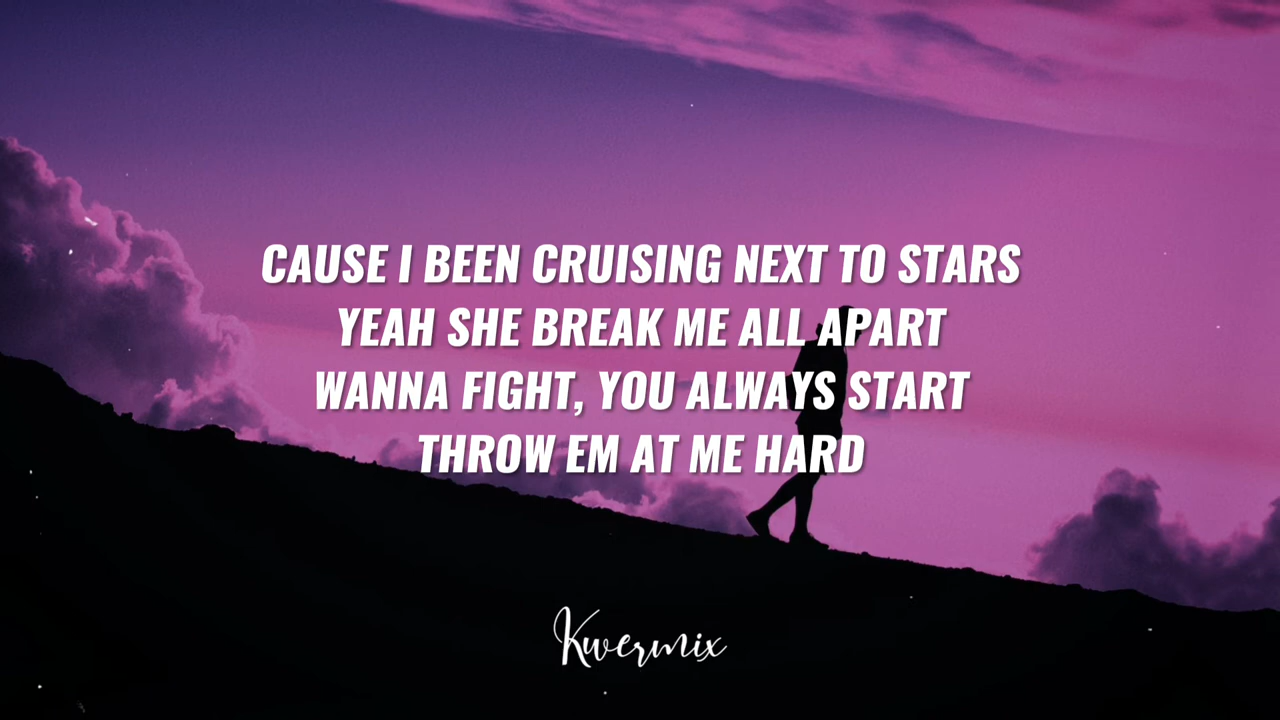 CAUSE I BEEN CRUISING NEXT TO STARS
YEAH SHE BREAK ME ALL APART
WANNA FIGHT, YOU ALWAYS START
THROW EM AT ME HARD
Kwermix